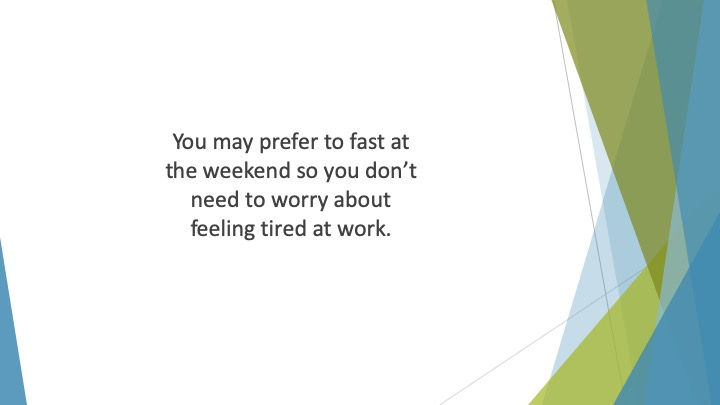 You may prefer to fast at
the weekend so you don’t
need to worry about
feeling tired at work.